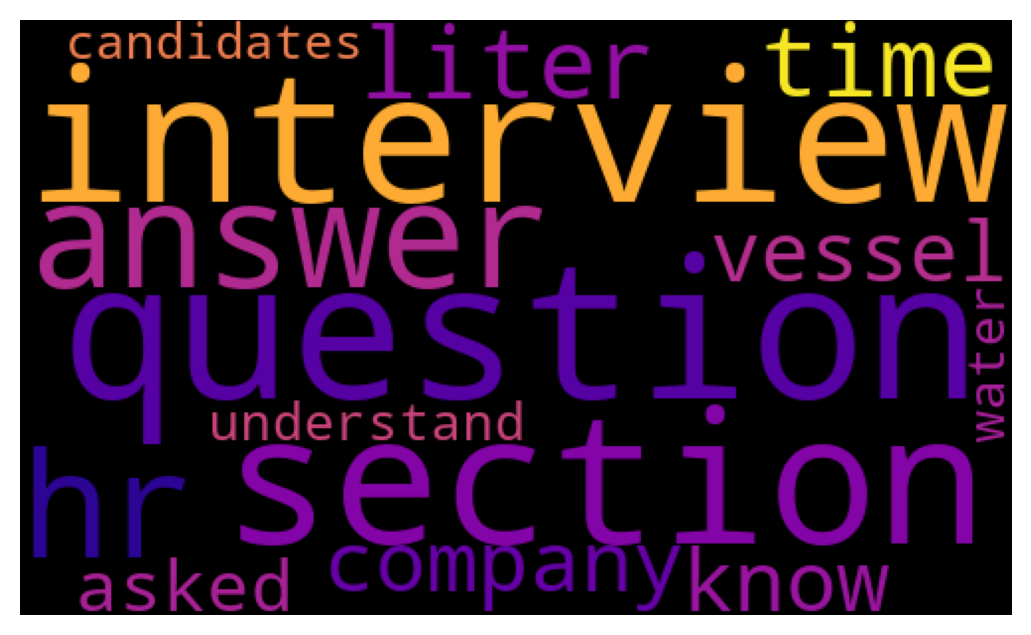 candidates
liter
time
interview
answer
vessel
question
water
understand
hr
section
company
asked
know